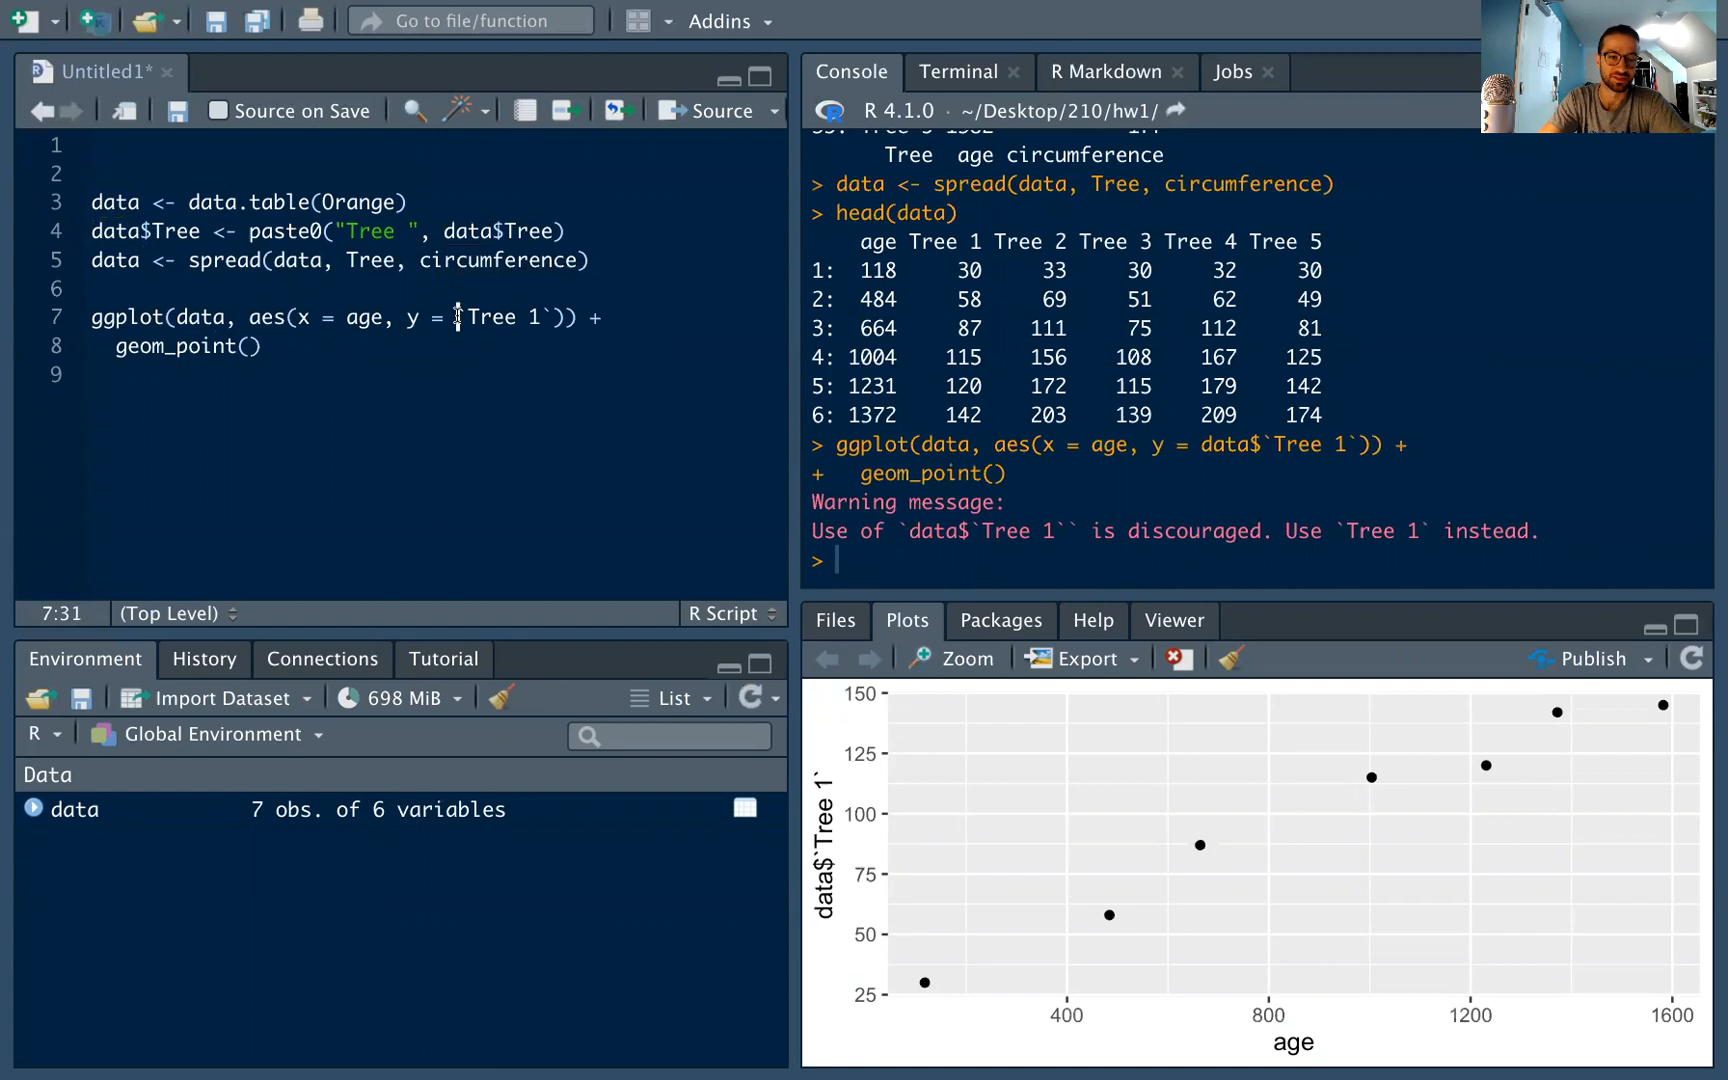 Go to file/function
Addins
Untitled1*
Source on Save
Source
1
2
3 data <- data.table(Orange)
4 data$Tree <- paste0("Tree ", data$Tree)
5 data <- spread(data, Tree, circumference)
6
7 ggplot(data, aes(x = age, y = `Tree 1`)) +
8   geom_point()
9
7:31 (Top Level) R Script
Console Terminal R Markdown Jobs
R 4.1.0 · ~/Desktop/210/hw1/
Tree  age circumference
> data <- spread(data, Tree, circumference)
> head(data)
age Tree 1 Tree 2 Tree 3 Tree 4 Tree 5
1: 118 30 33 30 32 30
2: 484 58 69 51 62 49
3: 664 87 111 75 112 81
4: 1004 115 156 108 167 125
5: 1231 120 172 115 179 142
6: 1372 142 203 139 209 174
> ggplot(data, aes(x = age, y = data$`Tree 1`)) +
+   geom_point()
Warning message:
Use of `data$`Tree 1`` is discouraged. Use `Tree 1` instead.
>
Environment History Connections Tutorial
Import Dataset 698 MiB List
R Global Environment
Data
data 7 obs. of 6 variables
Files Plots Packages Help Viewer
Zoom Export Publish
data$`Tree 1`
150
125
100
75
50
25
400 800 1200 1600
age